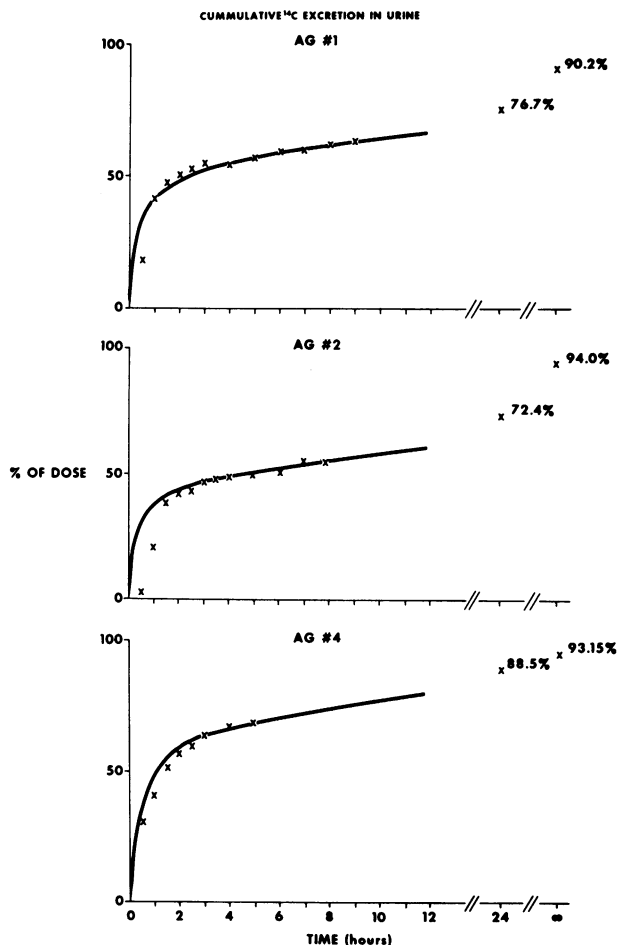 CUMMULATIVE ¹⁴C EXCRETION IN URINE
AG #1
100
90.2%
76.7%
50
0
AG #2
100
94.0%
72.4%
% OF DOSE
50
0
AG #4
100
93.15%
88.5%
50
0
0 2 4 6 8 10 12 24 ∞
TIME (hours)